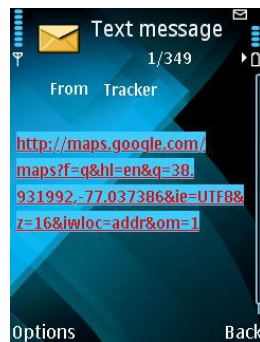 Text message
1/349
From Tracker
http://maps.google.com/
maps?f=q&hl=en&q=38.
931992,-77.037386&ie=UTF8&
z=16&iwloc=addr&om=1
Options Back